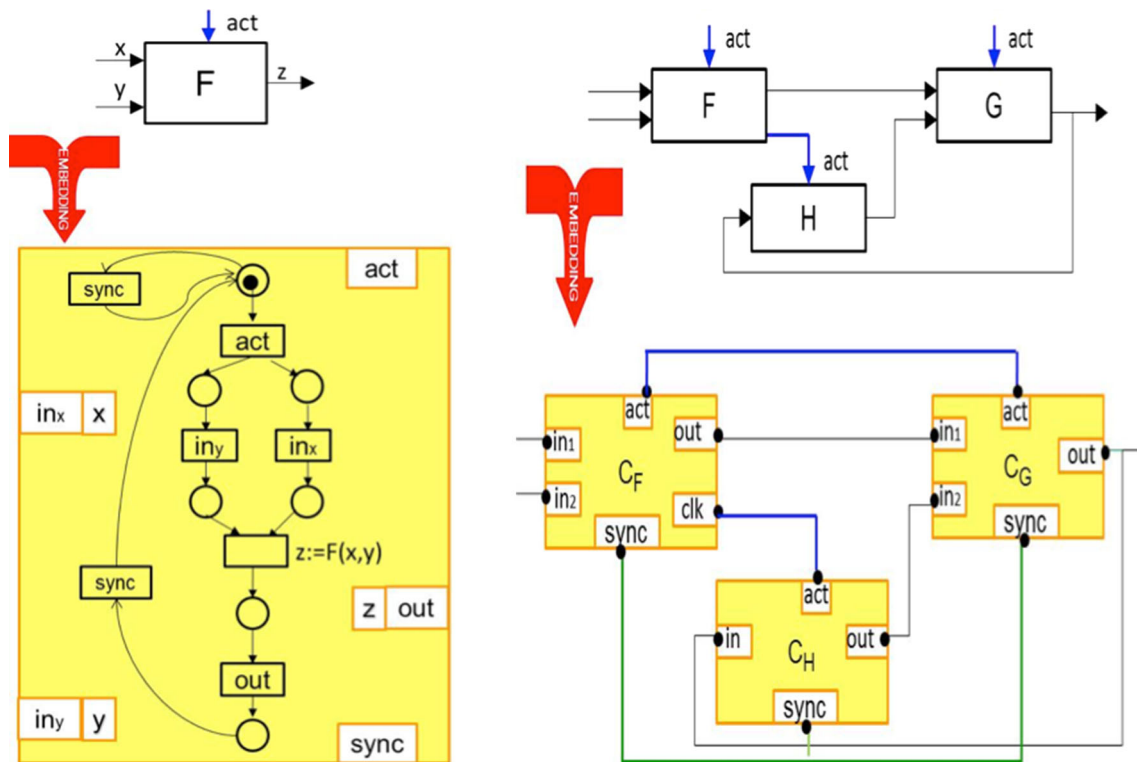 act
x
y
F
z
EMBEDDING
act
sync
act
inx x
iny inx
z:=F(x,y)
sync
z out
out
iny y
sync
act
act
F
G
act
H
EMBEDDING
act
act
out
in1
in1
out
CF
CG
in2
in2
clk
sync
sync
act
in
out
CH
sync